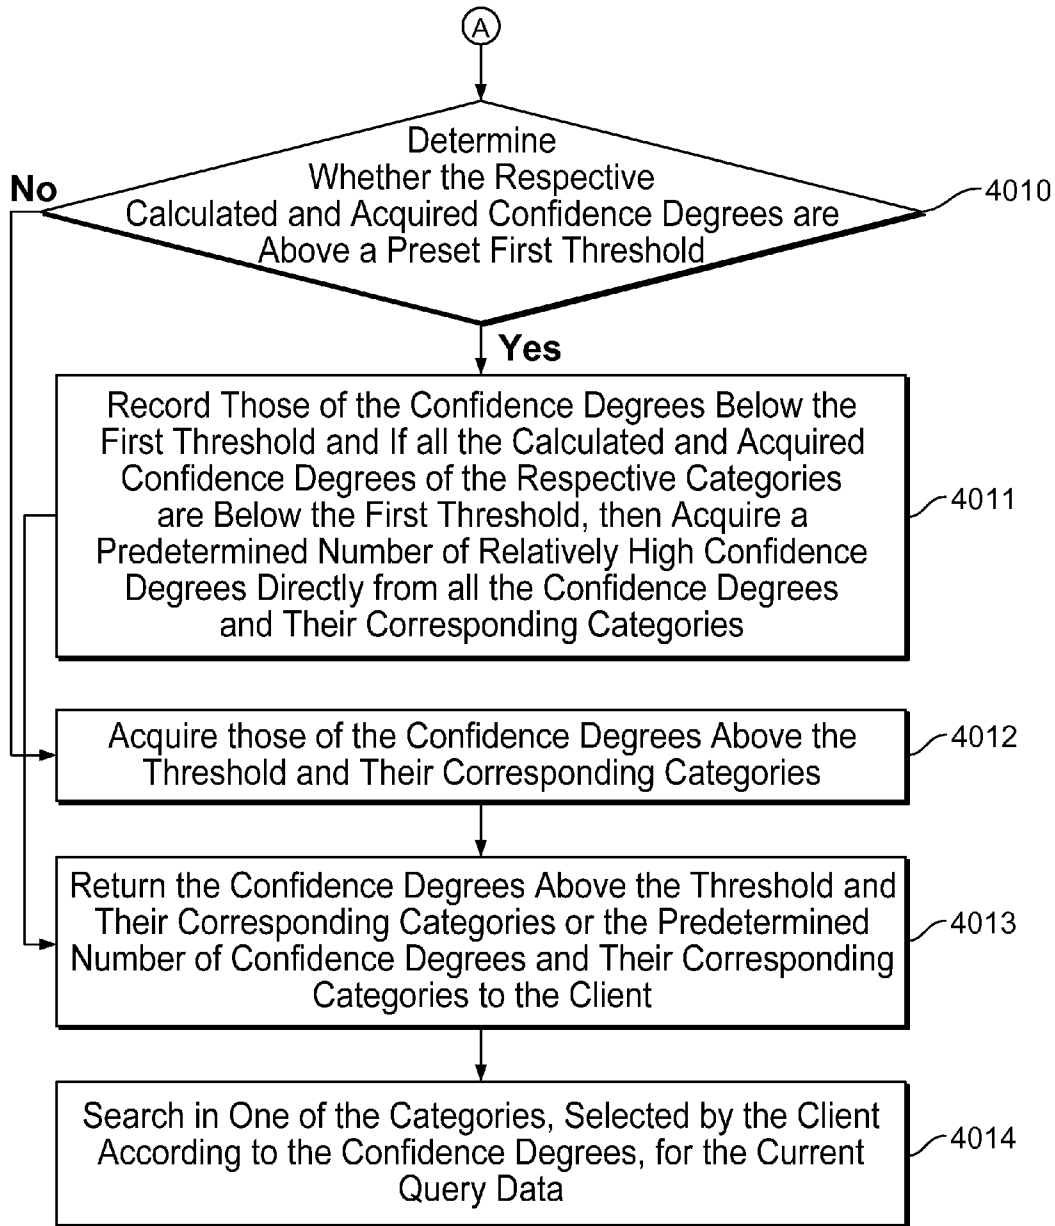 A
Determine
Whether the Respective
Calculated and Acquired Confidence Degrees are
Above a Preset First Threshold
4010
No
Yes
Record Those of the Confidence Degrees Below the
First Threshold and If all the Calculated and Acquired
Confidence Degrees of the Respective Categories
are Below the First Threshold, then Acquire a
Predetermined Number of Relatively High Confidence
Degrees Directly from all the Confidence Degrees
and Their Corresponding Categories
4011
Acquire those of the Confidence Degrees Above the
Threshold and Their Corresponding Categories
4012
Return the Confidence Degrees Above the Threshold and
Their Corresponding Categories or the Predetermined
Number of Confidence Degrees and Their Corresponding
Categories to the Client
4013
Search in One of the Categories, Selected by the Client
According to the Confidence Degrees, for the Current
Query Data
4014